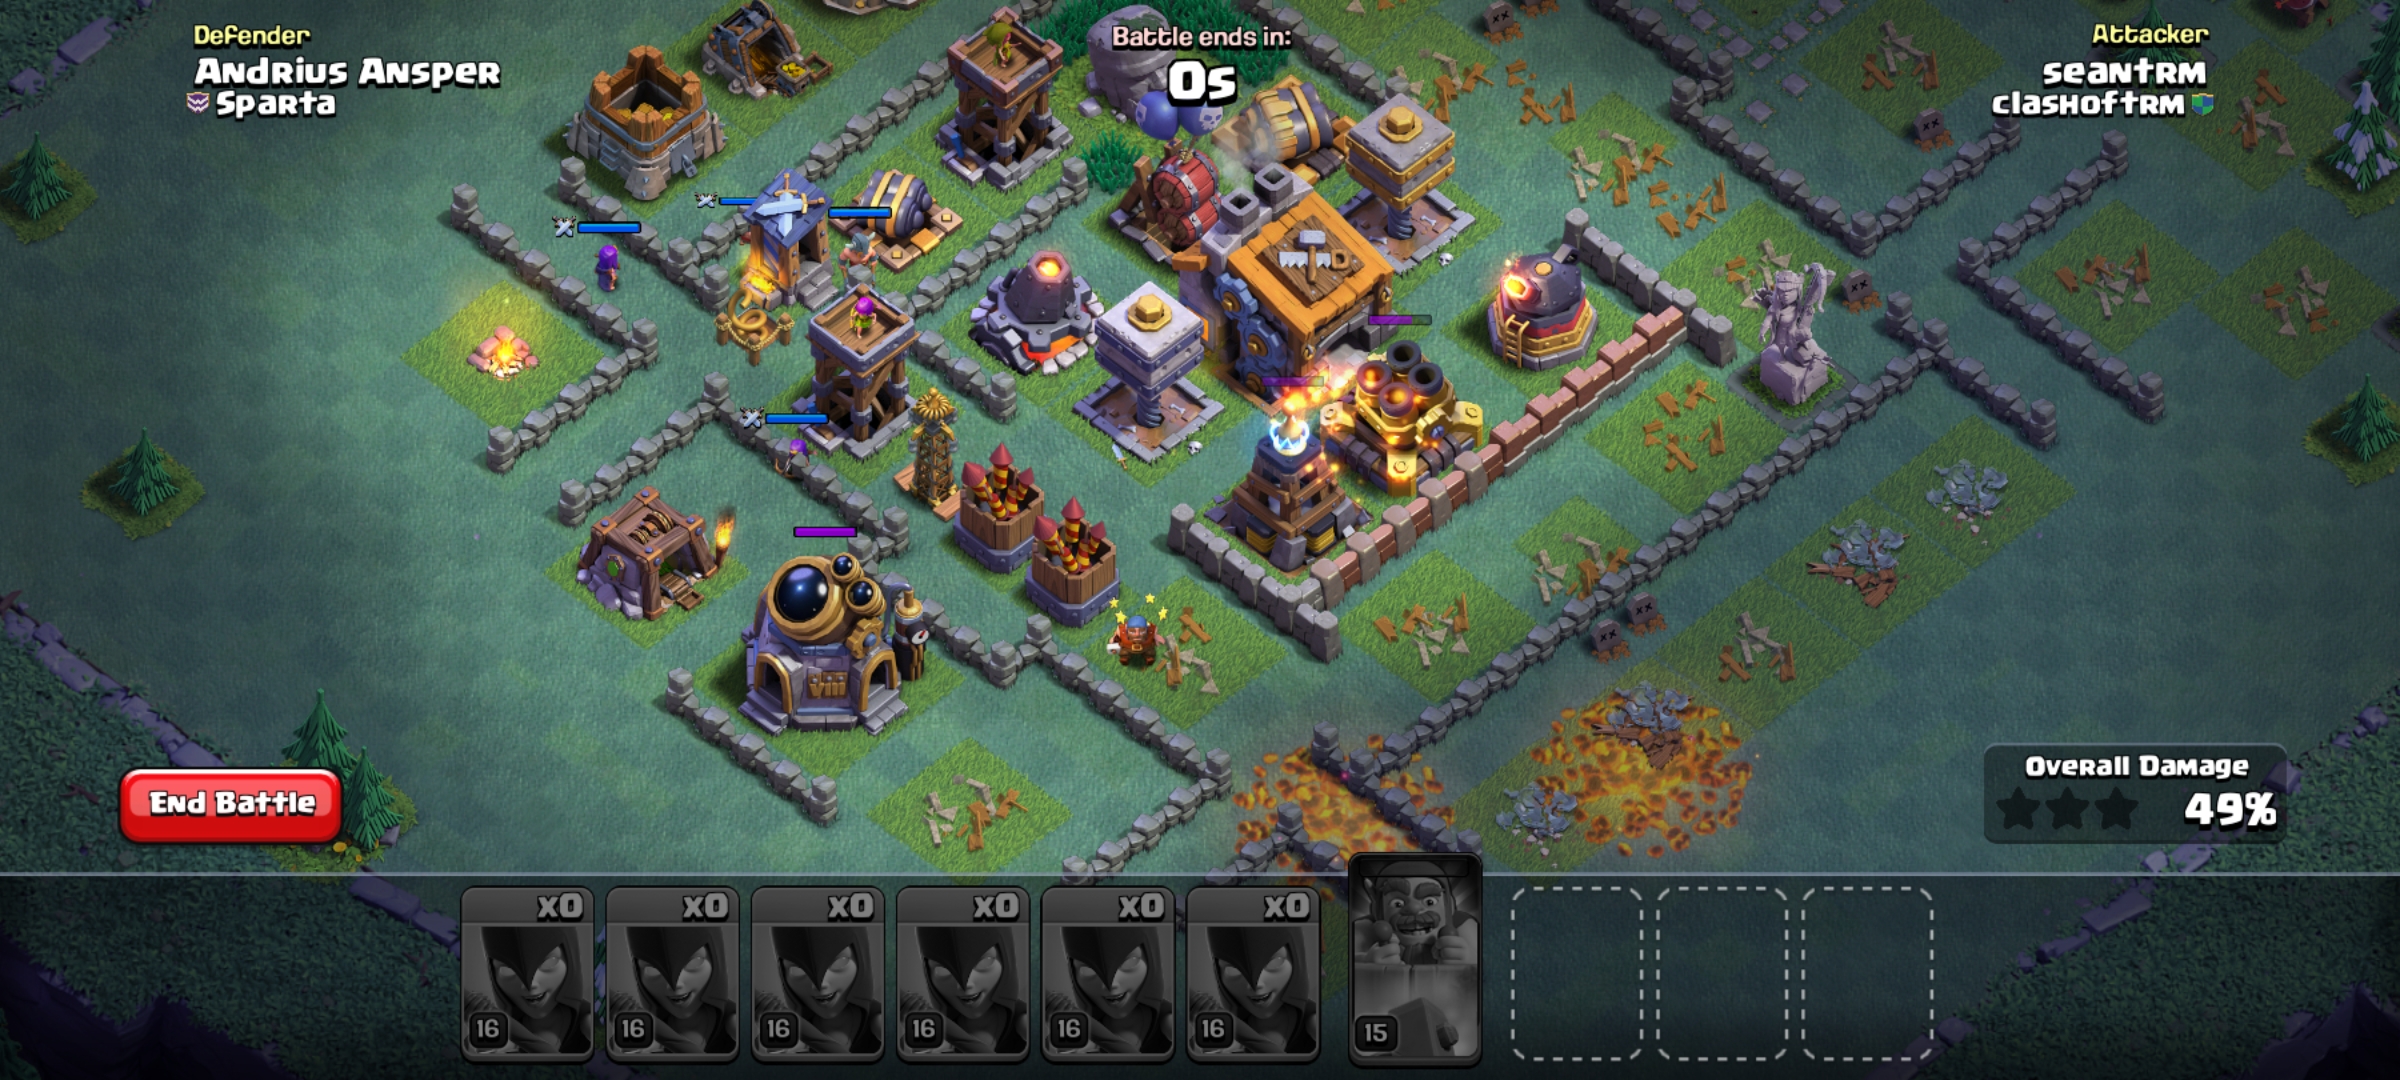 Defender
Andrius Ansper
Sparta
Battle ends in:
0s
Attacker
seantrm
clashoftrm
VIII
End Battle
Overall Damage
49%
x0
x0
x0
x0
x0
x0
16
16
16
16
16
16
15